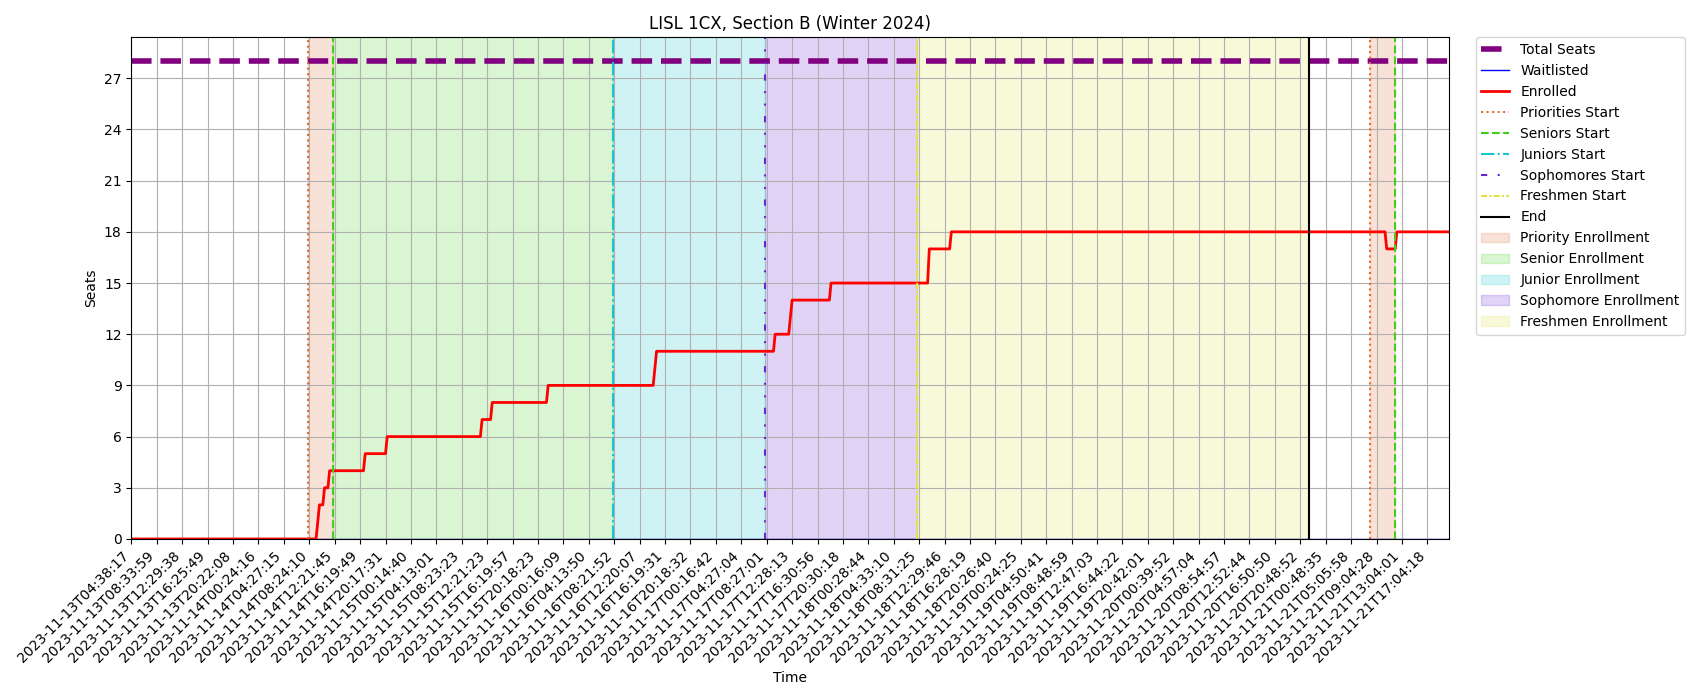 LISL 1CX, Section B (Winter 2024)
Seats
27
24
21
18
15
12
9
6
3
0
2023-11-13T04:38:17
2023-11-13T08:33:59
2023-11-13T12:29:38
2023-11-13T16:25:49
2023-11-13T20:22:08
2023-11-14T00:24:16
2023-11-14T04:27:15
2023-11-14T08:24:10
2023-11-14T12:21:45
2023-11-14T16:19:49
2023-11-14T20:17:31
2023-11-15T00:14:40
2023-11-15T04:13:01
2023-11-15T08:23:23
2023-11-15T12:21:23
2023-11-15T16:19:57
2023-11-15T20:18:23
2023-11-16T00:16:09
2023-11-16T04:13:50
2023-11-16T08:21:52
2023-11-16T12:20:07
2023-11-16T16:19:31
2023-11-16T20:18:32
2023-11-17T00:16:42
2023-11-17T04:27:04
2023-11-17T08:27:01
2023-11-17T12:28:13
2023-11-17T16:30:56
2023-11-17T20:30:18
2023-11-18T00:28:44
2023-11-18T04:33:10
2023-11-18T08:31:25
2023-11-18T12:29:46
2023-11-18T16:28:19
2023-11-18T20:26:40
2023-11-19T00:24:25
2023-11-19T04:50:41
2023-11-19T08:48:59
2023-11-19T12:47:03
2023-11-19T16:44:22
2023-11-19T20:42:01
2023-11-20T00:39:52
2023-11-20T04:57:04
2023-11-20T08:54:57
2023-11-20T12:52:44
2023-11-20T16:50:50
2023-11-20T20:48:52
2023-11-21T00:48:35
2023-11-21T05:05:58
2023-11-21T09:04:28
2023-11-21T13:04:01
2023-11-21T17:04:18
Time
Total Seats
Waitlisted
Enrolled
Priorities Start
Seniors Start
Juniors Start
Sophomores Start
Freshmen Start
End
Priority Enrollment
Senior Enrollment
Junior Enrollment
Sophomore Enrollment
Freshmen Enrollment